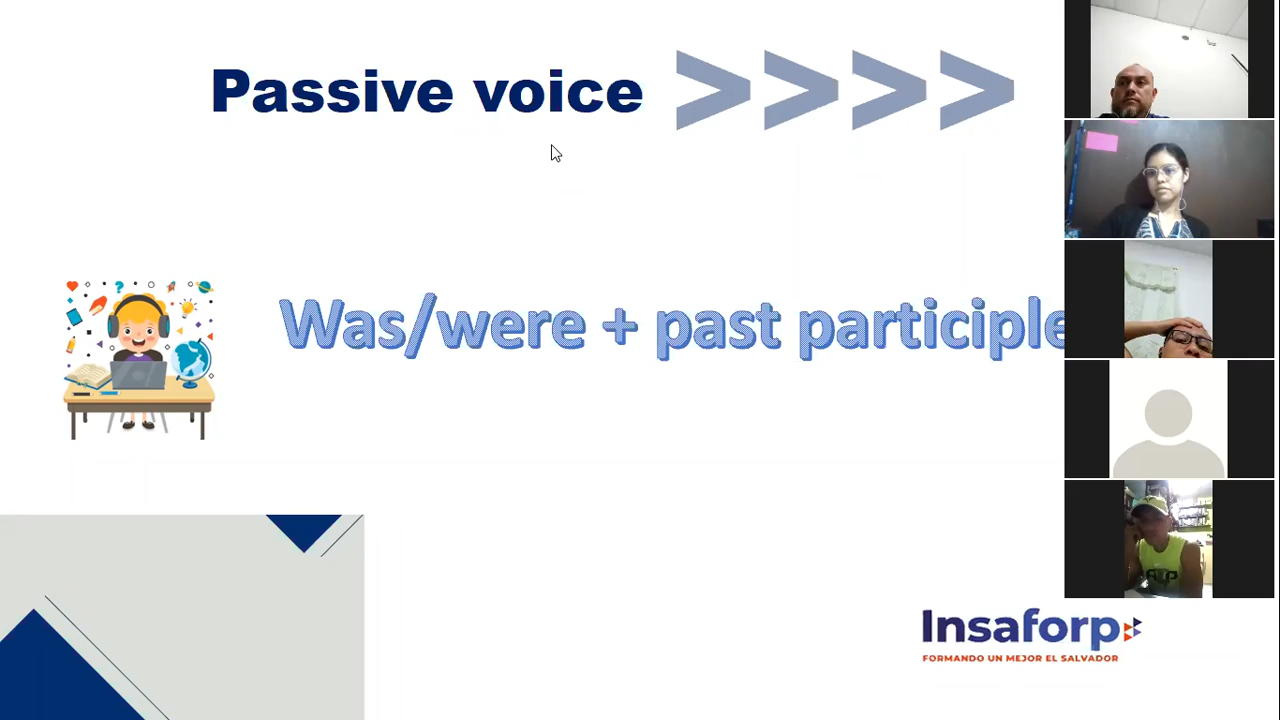 Passive voice >>>>
Was/were + past participle
Insaforp
FORMANDO UN MEJOR EL SALVADOR